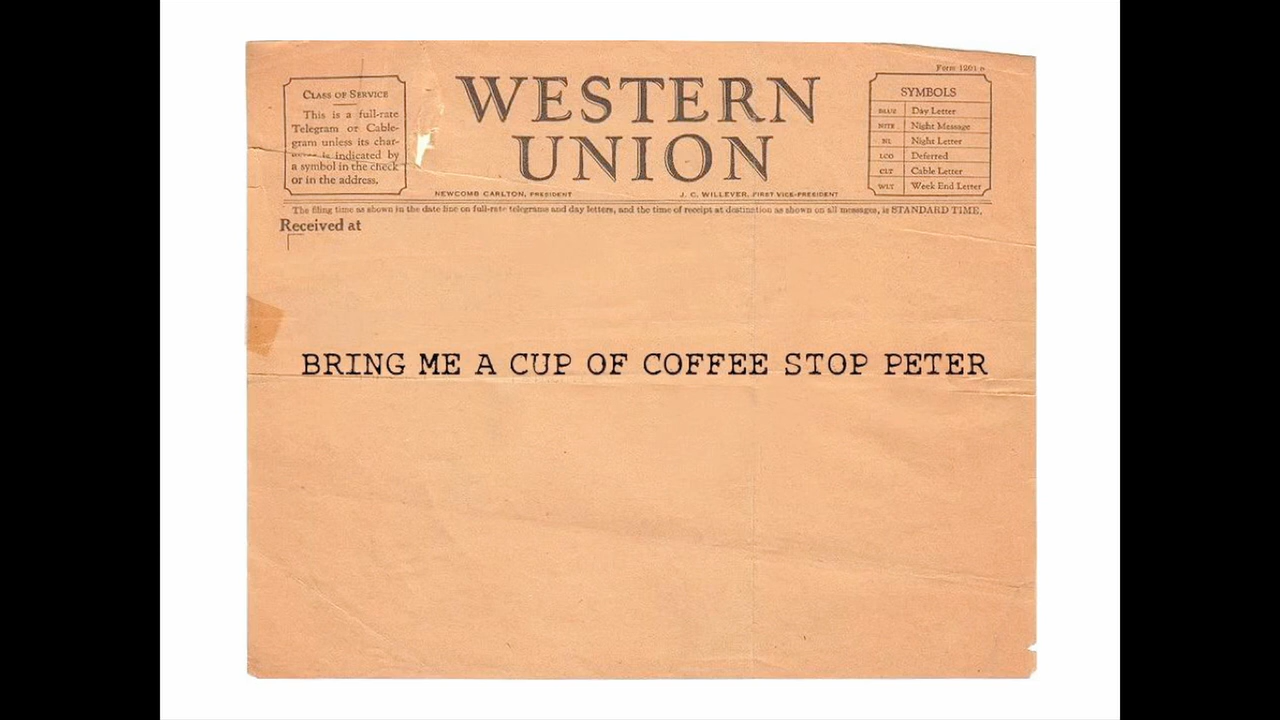 Form 1201 S
CLASS OF SERVICE
This is a full-rate
Telegram or Cable-
gram unless its char-
is indicated by
a symbol in the check
or in the address.
WESTERN
UNION
NEWCOMB CARLTON, PRESIDENT
J. C. WILLEVER, FIRST VICE-PRESIDENT
SYMBOLS
BLUE Day Letter
NITE Night Message
NL Night Letter
LCO Deferred
CLT Cable Letter
WLT Week End Letter
The filing time as shown in the date line on full-rate telegrams and day letters, and the time of receipt at destination as shown on all messages, is STANDARD TIME.
Received at
BRING ME A CUP OF COFFEE STOP PETER